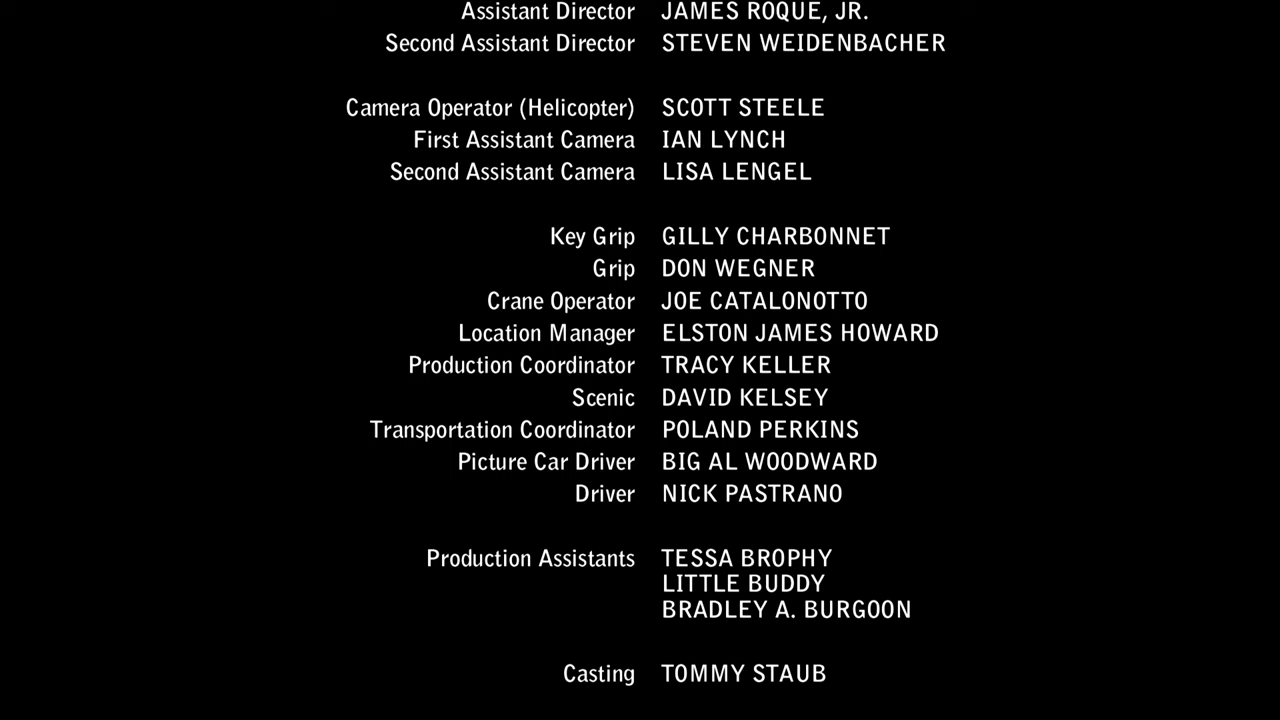 Assistant Director JAMES ROQUE, JR.
Second Assistant Director STEVEN WEIDENBACHER
Camera Operator (Helicopter) SCOTT STEELE
First Assistant Camera IAN LYNCH
Second Assistant Camera LISA LENGEL
Key Grip GILLY CHARBONNET
Grip DON WEGNER
Crane Operator JOE CATALONOTTO
Location Manager ELSTON JAMES HOWARD
Production Coordinator TRACY KELLER
Scenic DAVID KELSEY
Transportation Coordinator POLAND PERKINS
Picture Car Driver BIG AL WOODWARD
Driver NICK PASTRANO
Production Assistants TESSA BROPHY
LITTLE BUDDY
BRADLEY A. BURGOON
Casting TOMMY STAUB